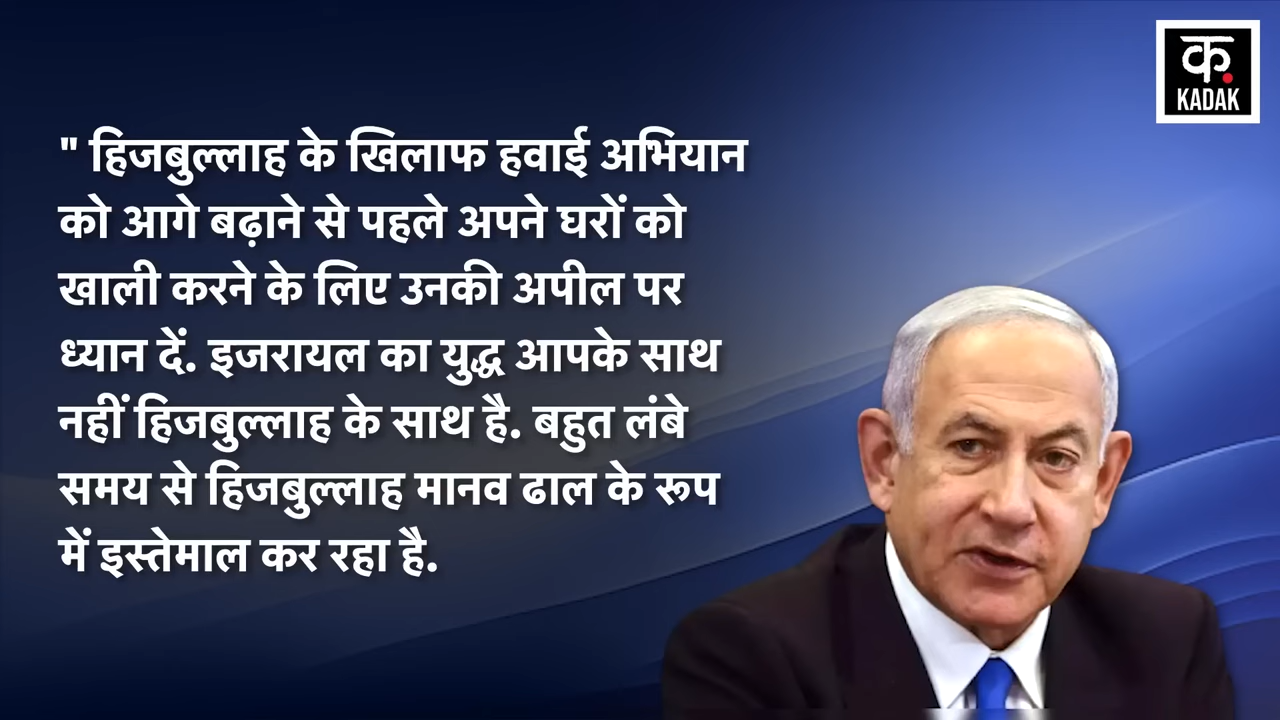 क
KADAK
" हिजबुल्लाह के खिलाफ हवाई अभियान
को आगे बढ़ाने से पहले अपने घरों को
खाली करने के लिए उनकी अपील पर
ध्यान दें. इजरायल का युद्ध आपके साथ
नहीं हिजबुल्लाह के साथ है. बहुत लंबे
समय से हिजबुल्लाह मानव ढाल के रूप
में इस्तेमाल कर रहा है.